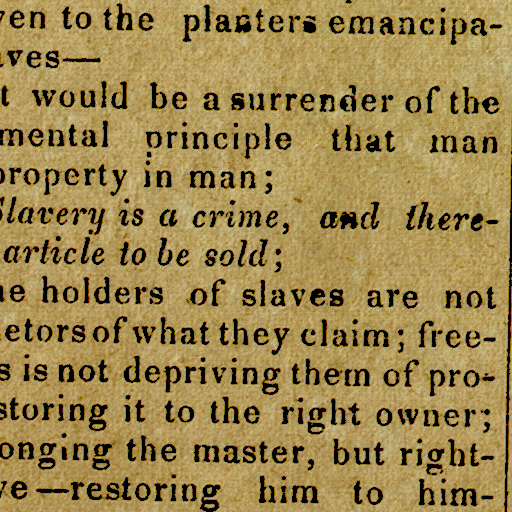 ven to the planters emancipa-
aves—
t would be a surrender of the
mental principle that man
property in man;
Slavery is a crime, and there-
article to be sold;
he holders of slaves are not
etors of what they claim; free-
s is not depriving them of pro-
storing it to the right owner;
onging the master, but right-
ve—restoring him to him-